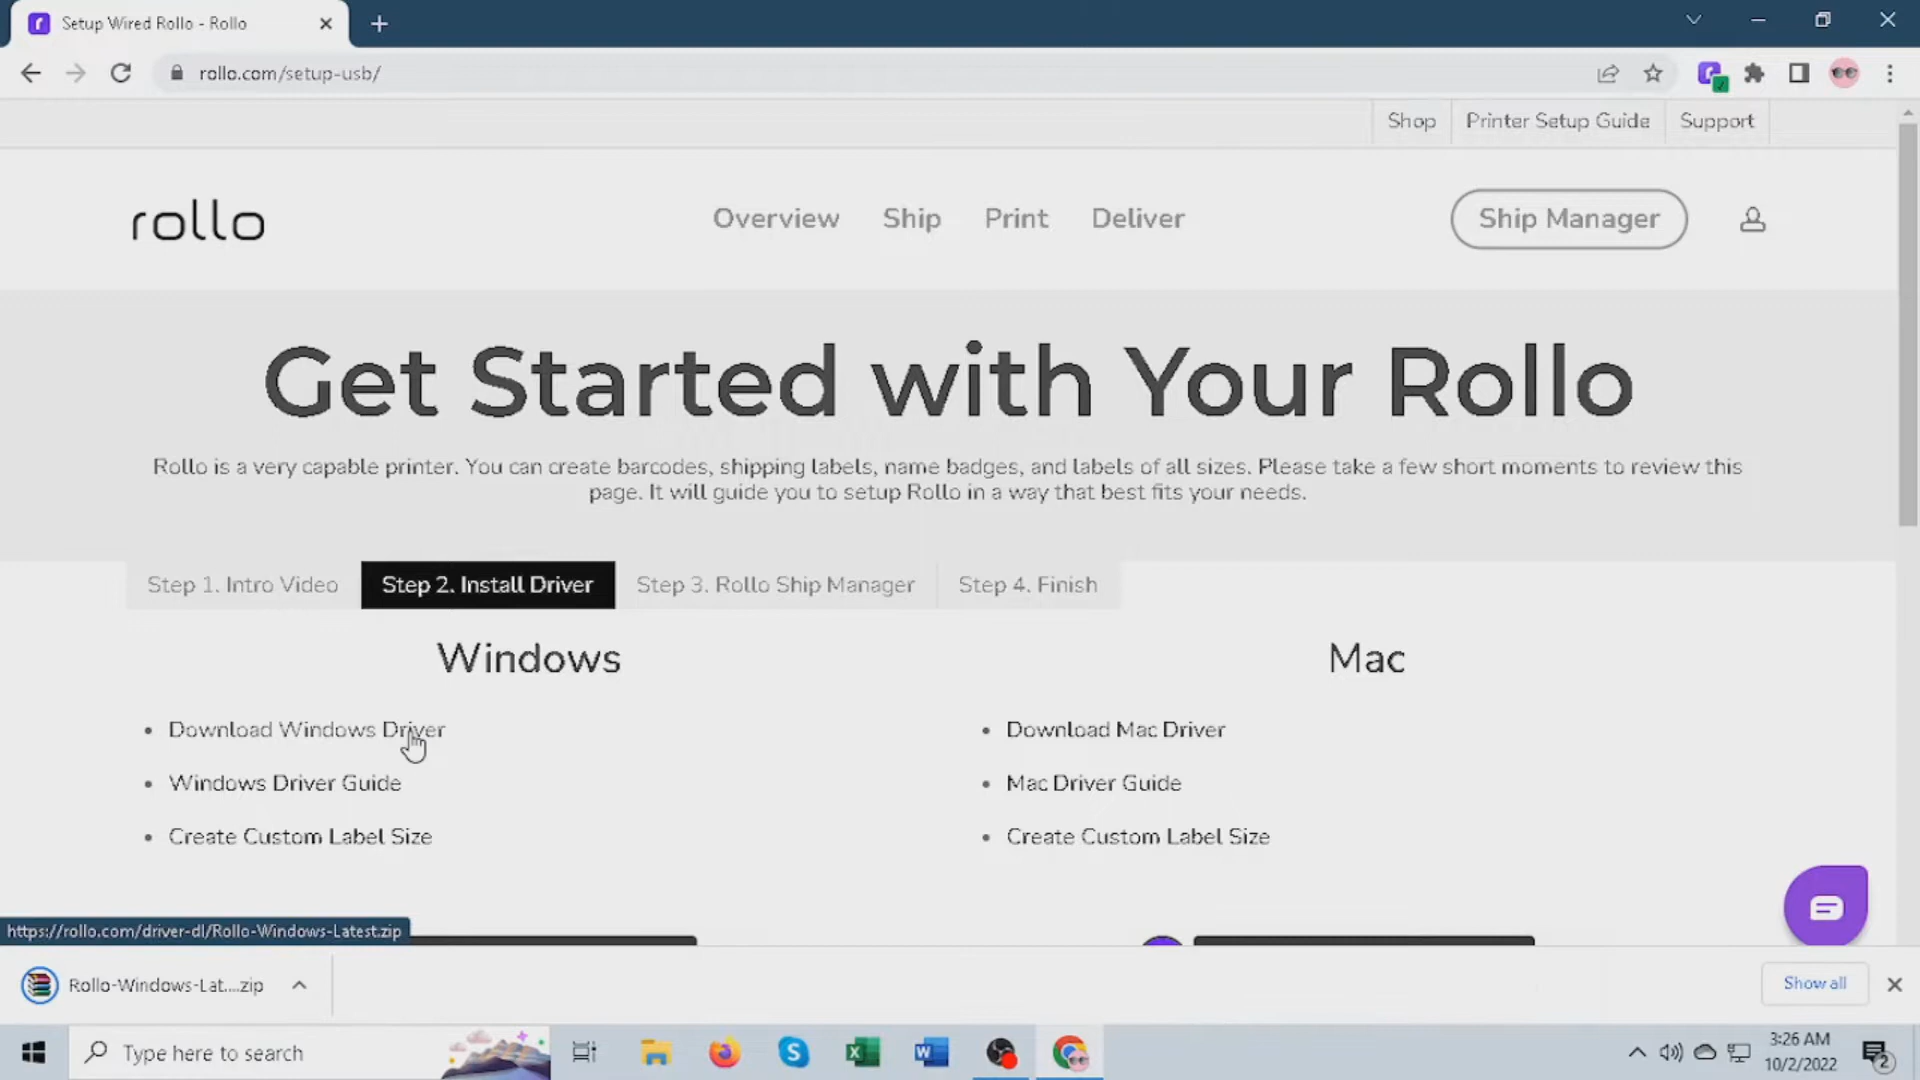 Setup Wired Rollo - Rollo
rollo.com/setup-usb/
Shop
Printer Setup Guide
Support
rollo
Overview
Ship
Print
Deliver
Ship Manager
Get Started with Your Rollo
Rollo is a very capable printer. You can create barcodes, shipping labels, name badges, and labels of all sizes. Please take a few short moments to review this
page. It will guide you to setup Rollo in a way that best fits your needs.
Step 1. Intro Video
Step 2. Install Driver
Step 3. Rollo Ship Manager
Step 4. Finish
Windows
Download Windows Driver
Windows Driver Guide
Create Custom Label Size
Mac
Download Mac Driver
Mac Driver Guide
Create Custom Label Size
https://rollo.com/driver-dl/Rollo-Windows-Latest.zip
Rollo-Windows-Lat....zip
Show all
Type here to search
3:26 AM
10/2/2022
2